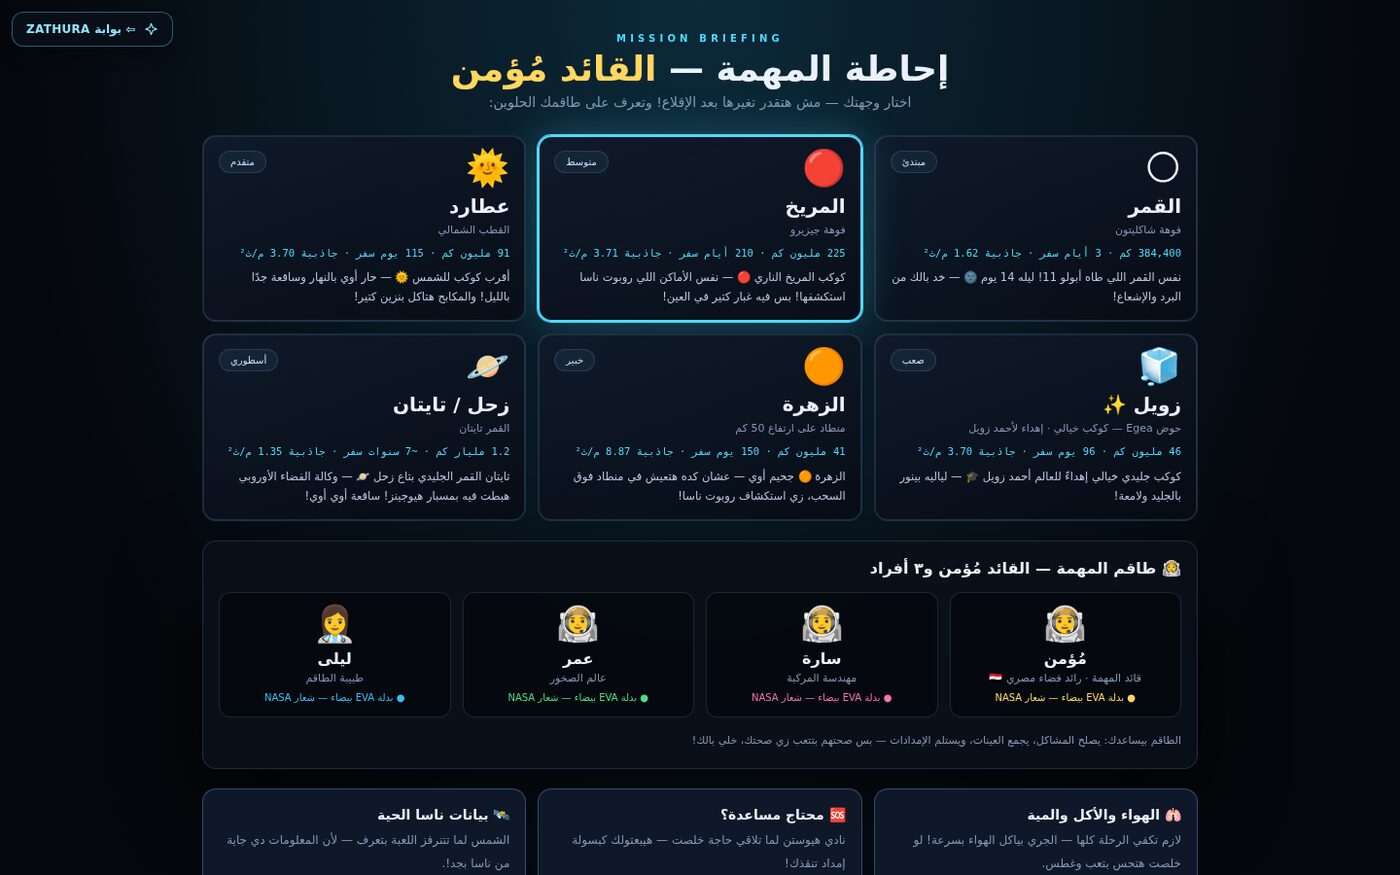 بوابة ZATHURA ⇦ ✧
MISSION BRIEFING
إحاطة المهمة — القائد مُؤمن
اختار وجهتك — مش هتقدر تغيرها بعد الإقلاع! وتعرف على طاقمك الحلوين:
مبتدئ
القمر
فوهة شاكليتون
384,400 كم · 3 أيام سفر · جاذبية 1.62 م/ث²
نفس القمر اللي طاه أبولو 11! ليله 14 يوم 🌚 — خد بالك من
البرد والإشعاع!
متوسط
المريخ
فوهة جيزيرو
225 مليون كم · 210 أيام سفر · جاذبية 3.71 م/ث²
كوكب المريخ الناري 🔴 — نفس الأماكن اللي روبوت ناسا
استكشفها! بس فيه غبار كتير في العين!
متقدم
عطارد
القطب الشمالي
91 مليون كم · 115 يوم سفر · جاذبية 3.70 م/ث²
أقرب كوكب للشمس 🌞 — حار أوي بالنهار وساقعة جدًا
بالليل! والمكابح هتاكل بنزين كتير!
صعب
زويل ✨
حوض Egea — كوكب خيالي · إهداء لأحمد زويل
46 مليون كم · 96 يوم سفر · جاذبية 3.70 م/ث²
كوكب جليدي خيالي إهداءً للعالم أحمد زويل 🎓 — لياليه بينور
بالجليد ولامعة!
خبير
الزهرة
منطاد على ارتفاع 50 كم
41 مليون كم · 150 يوم سفر · جاذبية 8.87 م/ث²
الزهرة 🟠 جحيم أوي — عشان كده هتعيش في منطاد فوق
السحب، زي استكشاف روبوت ناسا!
أسطوري
زحل / تايتان
القمر تايتان
1.2 مليار كم · ~7 سنوات سفر · جاذبية 1.35 م/ث²
تايتان القمر الجليدي بتاع زحل 🪐 — وكالة الفضاء الأوروبي
هبطت فيه بمسبار هيوجينز! ساقعة أوي أوي!
👩‍🚀 طاقم المهمة — القائد مُؤمن و٣ أفراد
مُؤمن
قائد المهمة · رائد فضاء مصري 🇪🇬
● بدلة EVA بيضاء — شعار NASA
سارة
مهندسة المركبة
● بدلة EVA بيضاء — شعار NASA
عمر
عالم الصخور
● بدلة EVA بيضاء — شعار NASA
ليلى
طبيبة الطاقم
● بدلة EVA بيضاء — شعار NASA
الطاقم بيساعدك: يصلح المشاكل، يجمع العينات، ويستلم الإمدادات — بس صحتهم بتتعب زي صحتك، خلي بالك!
🫁 الهواء والأكل والمية
لازم تكفي الرحلة كلها — الجري بياكل الهواء بسرعة! لو
خلصت هتحس بتعب وغطس.
🆘 محتاج مساعدة؟
نادي هيوستن لما تلاقي حاجة خلصت — هيبعتولك كبسولة
إمداد تنقذك!
🛰️ بيانات ناسا الحية
الشمس لما تتنرفز اللعبة بتعرف — لأن المعلومات دي جاية
من ناسا بجد!.